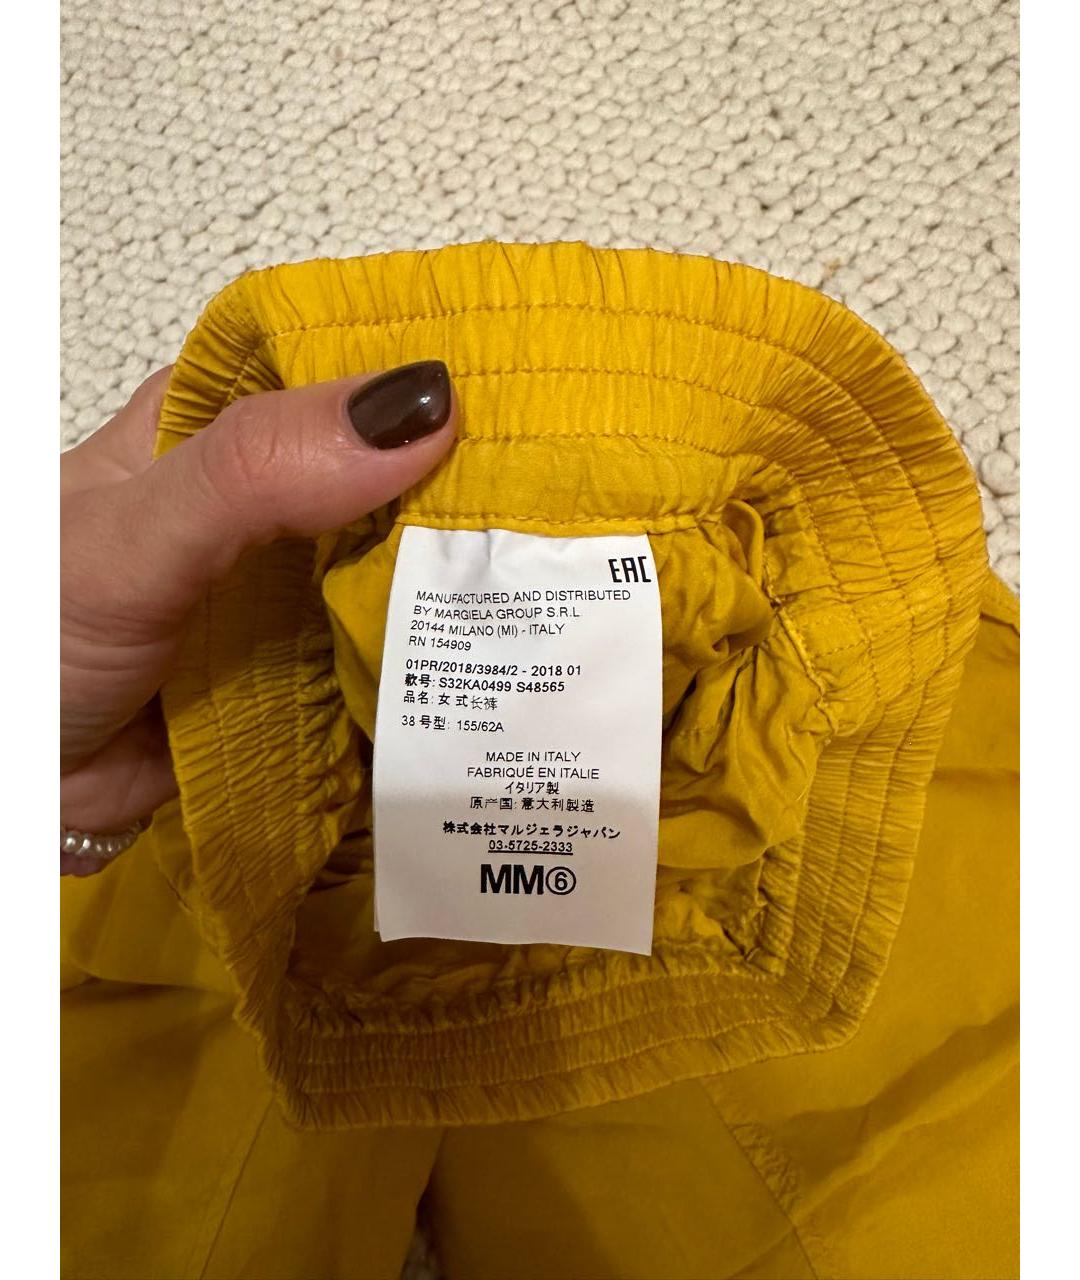 EAC
MANUFACTURED AND DISTRIBUTED
BY MARGIELA GROUP S.R.L
20144 MILANO (MI) - ITALY
RN 154909
01PR/2018/3984/2 - 2018 01
款号: S32KA0499 S48565
品名: 女 式长裤
38 号型: 155/62A
MADE IN ITALY
FABRIQUÉ EN ITALIE
イタリア製
原产国: 意大利製造
株式会社マルジェラジャパン
03-5725-2333
MM⑥